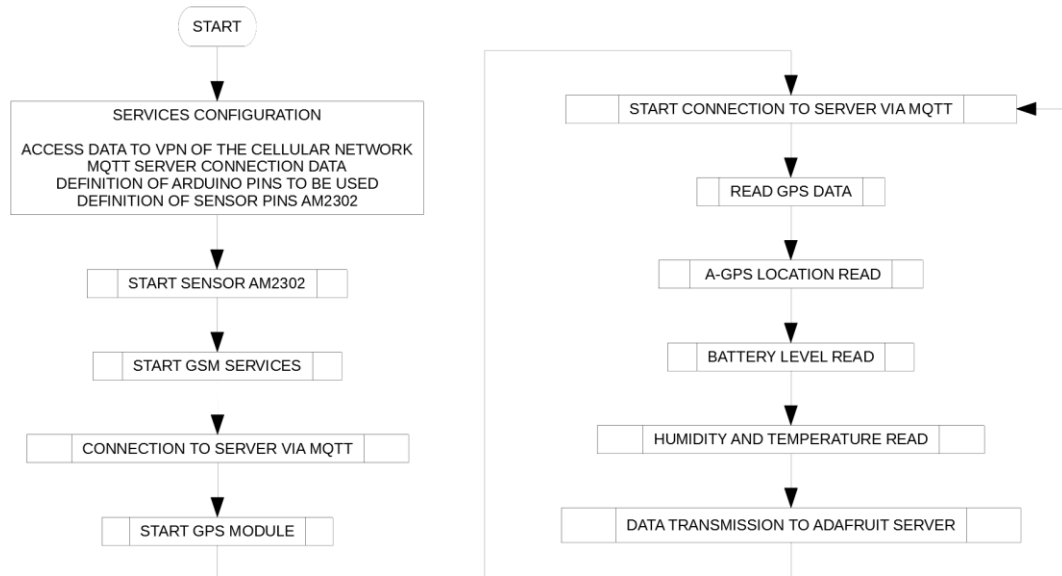 START
SERVICES CONFIGURATION
ACCESS DATA TO VPN OF THE CELLULAR NETWORK
MQTT SERVER CONNECTION DATA
DEFINITION OF ARDUINO PINS TO BE USED
DEFINITION OF SENSOR PINS AM2302
START SENSOR AM2302
START GSM SERVICES
CONNECTION TO SERVER VIA MQTT
START GPS MODULE
START CONNECTION TO SERVER VIA MQTT
READ GPS DATA
A-GPS LOCATION READ
BATTERY LEVEL READ
HUMIDITY AND TEMPERATURE READ
DATA TRANSMISSION TO ADAFRUIT SERVER